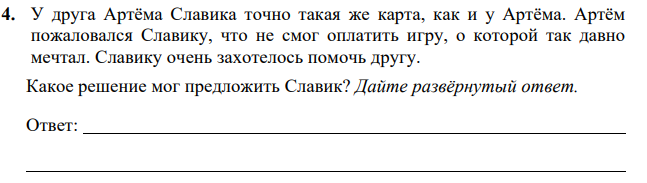 4. У друга Артёма Славика точно такая же карта, как и у Артёма. Артём
пожаловался Славику, что не смог оплатить игру, о которой так давно
мечтал. Славику очень захотелось помочь другу.
Какое решение мог предложить Славик? Дайте развёрнутый ответ.
Ответ: